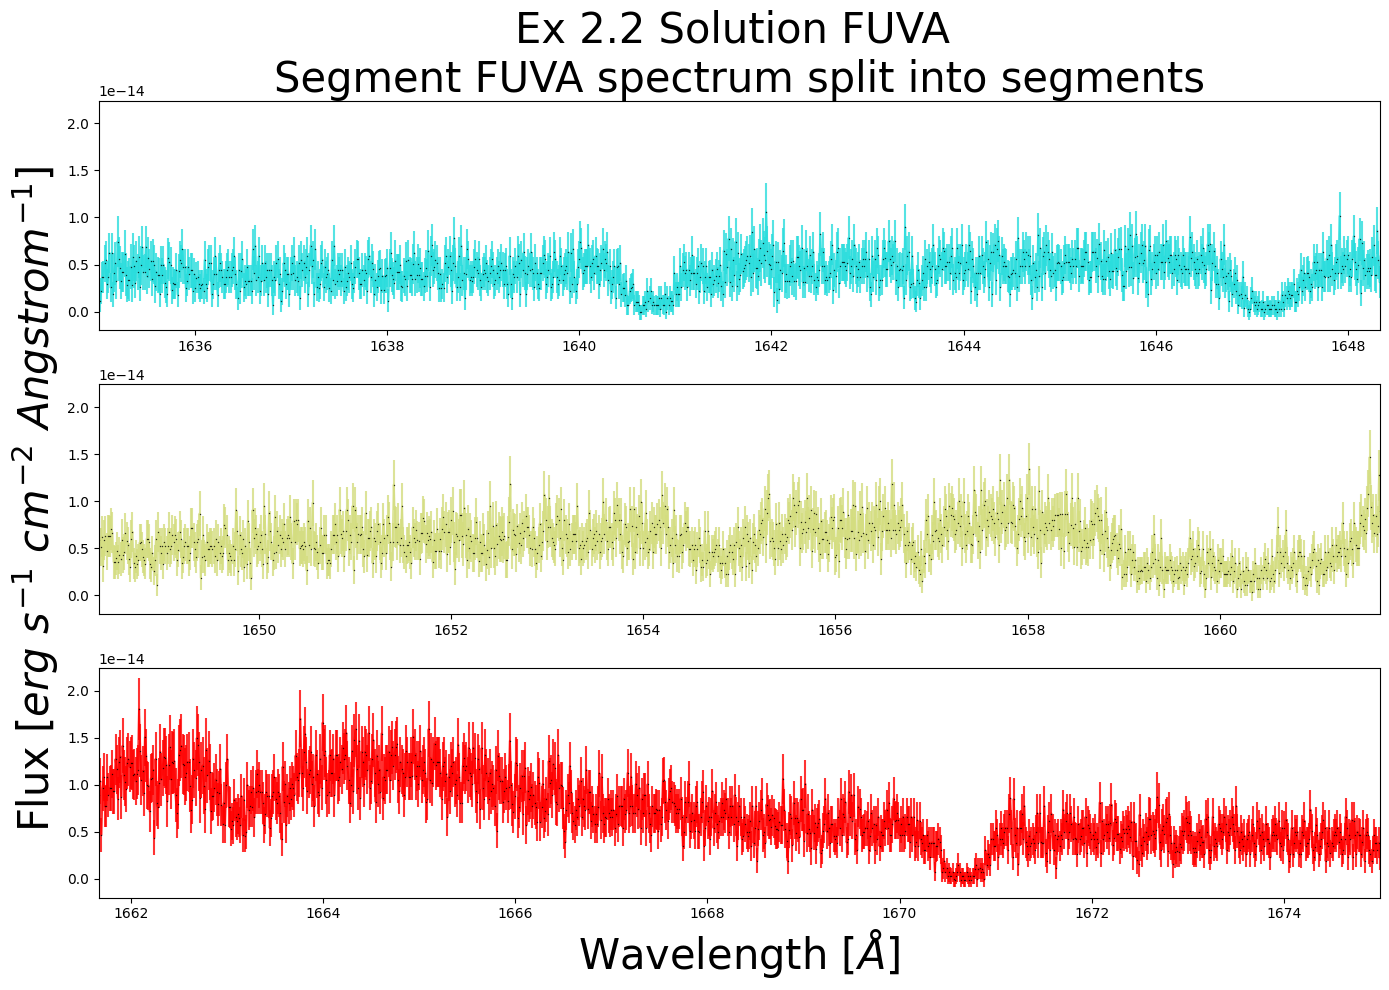 Ex 2.2 Solution FUVA
Segment FUVA spectrum split into segments
Flux [erg s⁻¹ cm⁻² Angstrom⁻¹]
1e−14
2.0
1.5
1.0
0.5
0.0
1636 1638 1640 1642 1644 1646 1648
1e−14
2.0
1.5
1.0
0.5
0.0
1650 1652 1654 1656 1658 1660
1e−14
2.0
1.5
1.0
0.5
0.0
1662 1664 1666 1668 1670 1672 1674
Wavelength [Å]